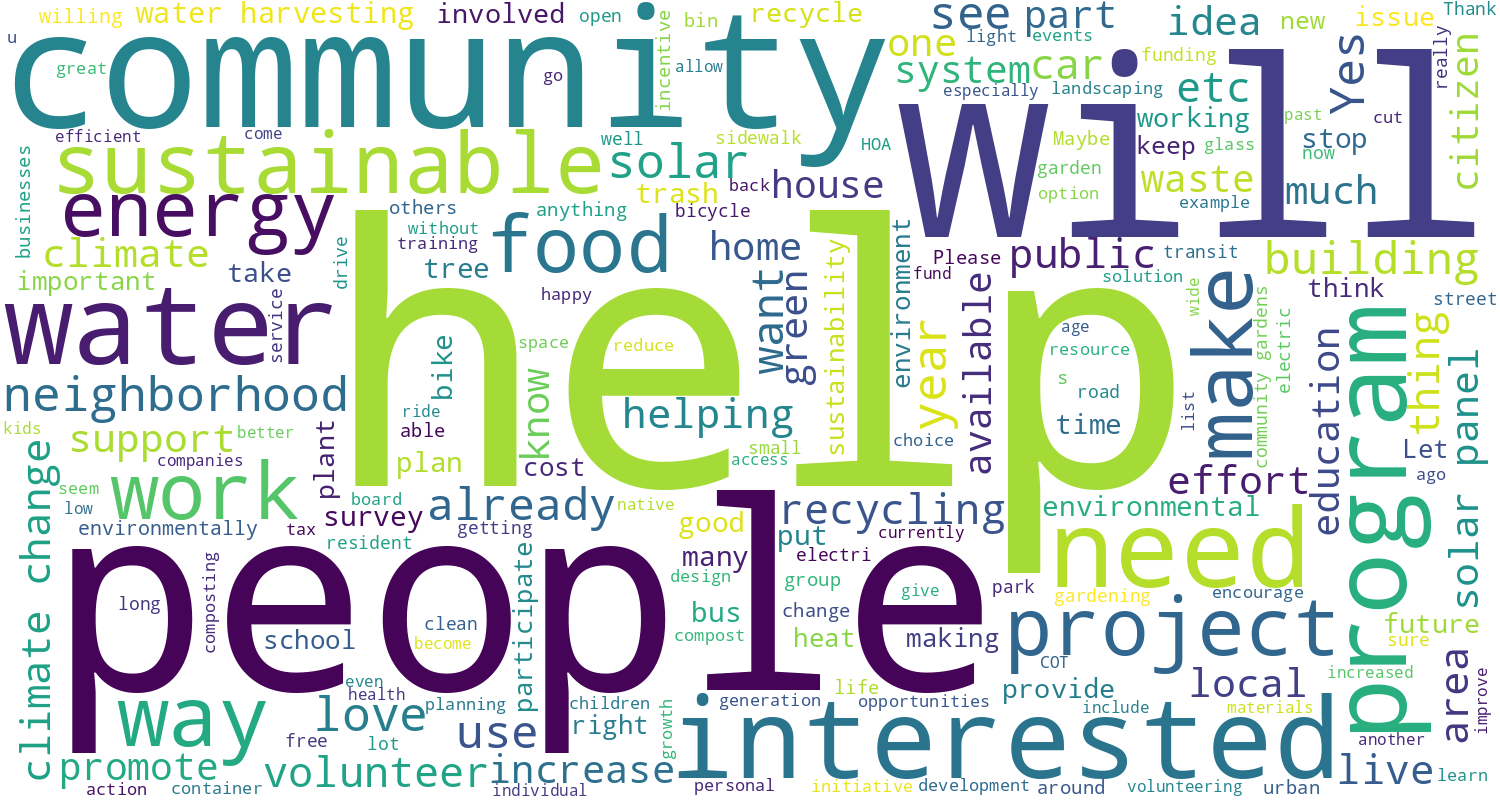 willing
water harvesting
involved
open
bin
recycle
see
part
idea
new
issue
Thank
u
community
great
go
allow
incentive
one
light
events
system
car
especially
landscaping
funding
etc
Yes
really
citizen
will
efficient
come
well
sidewalk
HOA
working
past
cut
Maybe
keep
glass
stop
now
businesses
sustainable
solar
trash
back
house
garden
option
waste
example
much
energy
others
without
training
anything
bicycle
climate
important
take
drive
tree
food
home
happy
service
water
want
green
sustainability
environment
Please
fund
public
transit
solution
building
think
street
wide
available
year
age
resource
s
road
time
make
community gardens
electric
education
program
thing
solar panel
neighborhood
bike
space
reduce
know
helping
help
small
choice
access
list
Let
ago
kids
support
better
ride
able
plan
cost
companies
plant
climate change
seem
low
work
board
already
native
good
recycling
effort
environmental
environmentally
tax
survey
resident
getting
many
put
electri
currently
need
people
composting
long
school
clean
become
participate
design
group
give
park
gardening
encourage
bus
change
compost
heat
making
project
COT
future
sure
increased
area
improve
way
even
health
love
planning
children
right
growth
life
generation
opportunities
provide
include
local
materials
another
free
lot
use
interested
promote
action
container
volunteer
increase
individual
personal
initiative
development
around
volunteering
urban
live
learn